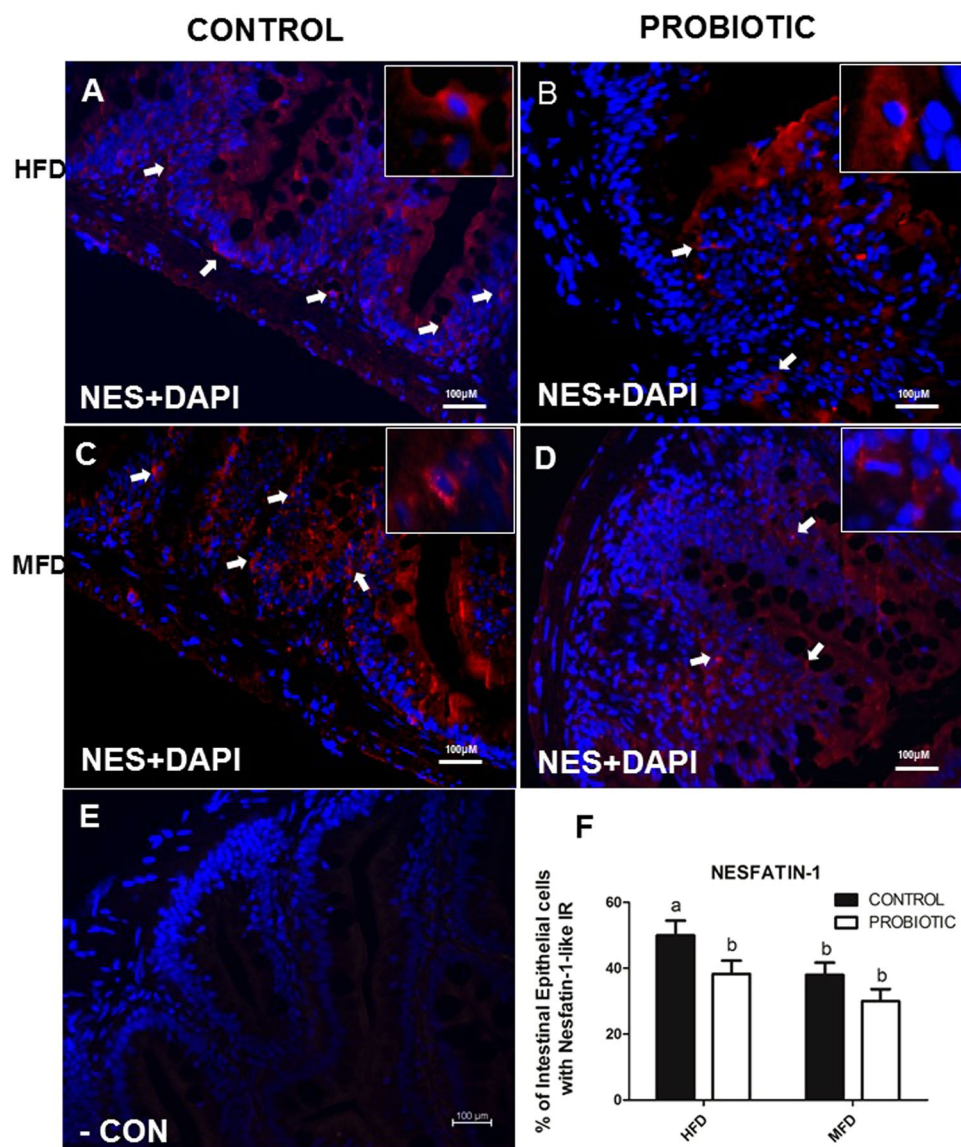 CONTROL
PROBIOTIC
HFD
A
NES+DAPI
100µM
B
NES+DAPI
100µM
MFD
C
NES+DAPI
100µM
D
NES+DAPI
100µM
E
- CON
100 µm
F
NESFATIN-1
CONTROL
PROBIOTIC
% of Intestinal Epithelial cells
with Nesfatin-1-like IR
60
40
20
0
a
b
b
b
HFD
MFD